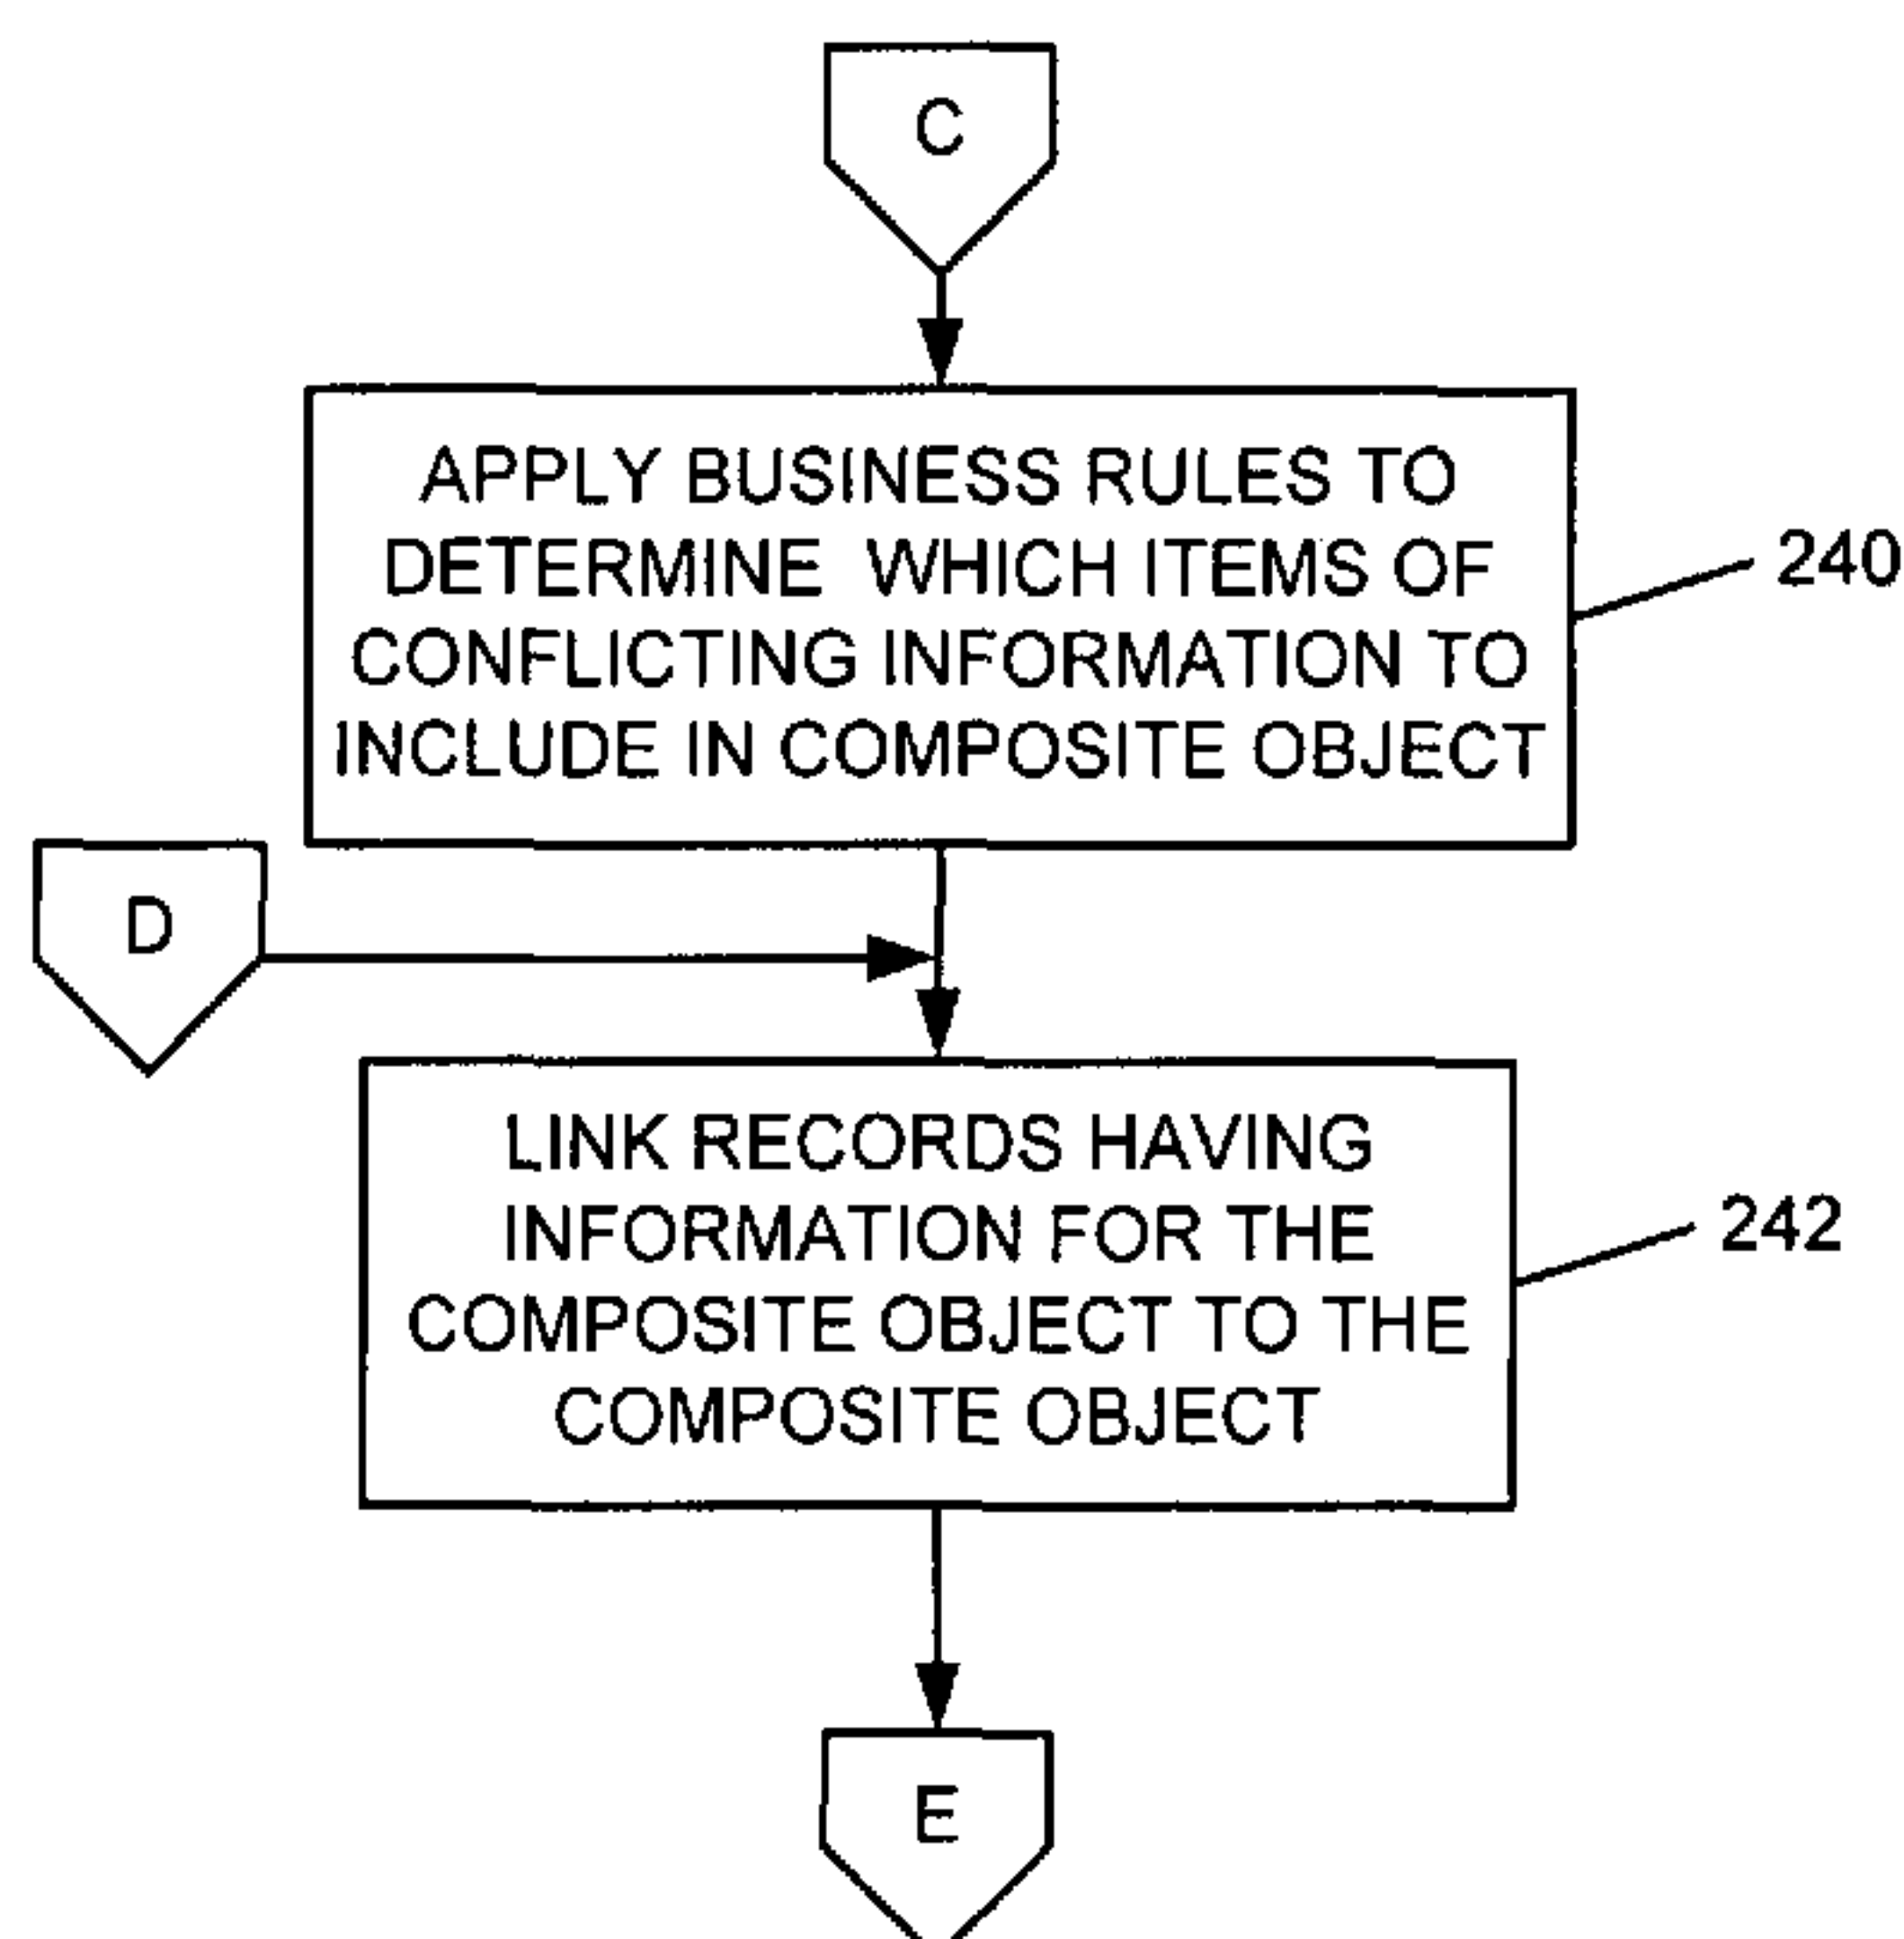 C
APPLY BUSINESS RULES TO
DETERMINE WHICH ITEMS OF
CONFLICTING INFORMATION TO
INCLUDE IN COMPOSITE OBJECT
240
D
LINK RECORDS HAVING
INFORMATION FOR THE
COMPOSITE OBJECT TO THE
COMPOSITE OBJECT
242
E